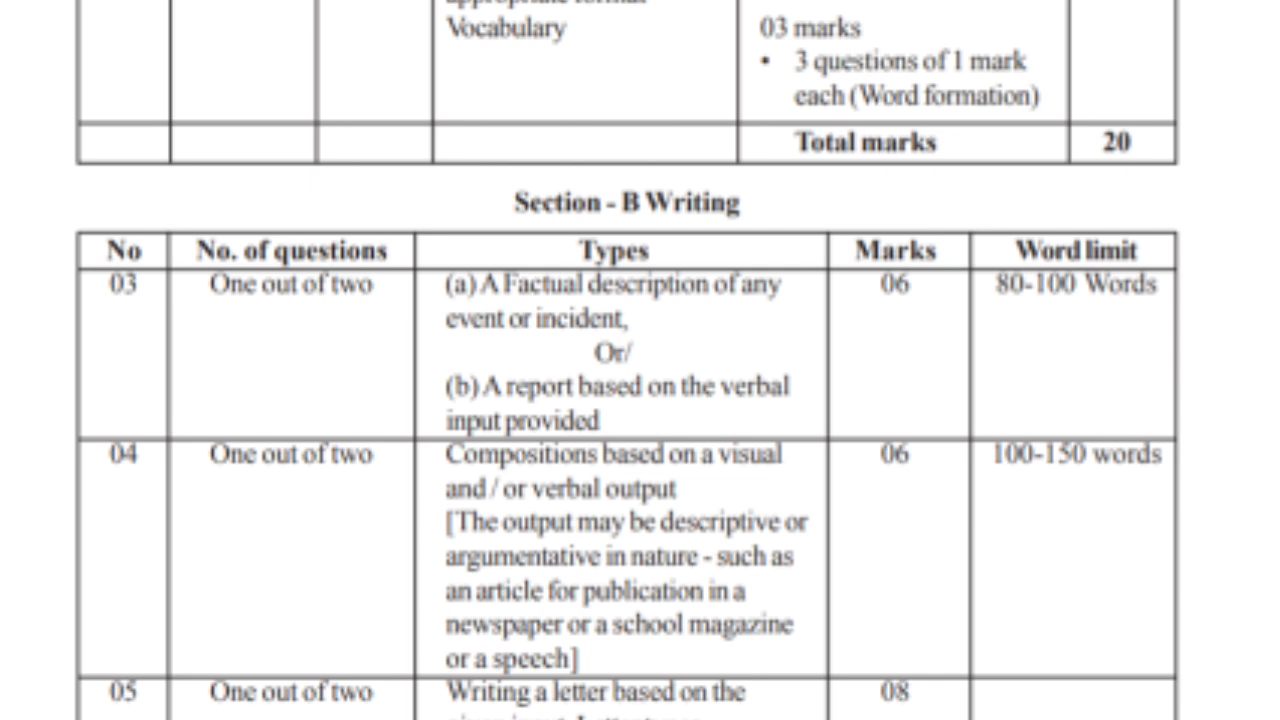 appropriate format
Vocabulary
03 marks
• 3 questions of 1 mark
each (Word formation)
Total marks 20
Section - B Writing
No No. of questions Types Marks Word limit
03 One out of two (a) A Factual description of any 06 80-100 Words
event or incident,
Or/
(b) A report based on the verbal
input provided
04 One out of two Compositions based on a visual 06 100-150 words
and / or verbal output
[The output may be descriptive or
argumentative in nature - such as
an article for publication in a
newspaper or a school magazine
or a speech]
05 One out of two Writing a letter based on the 08